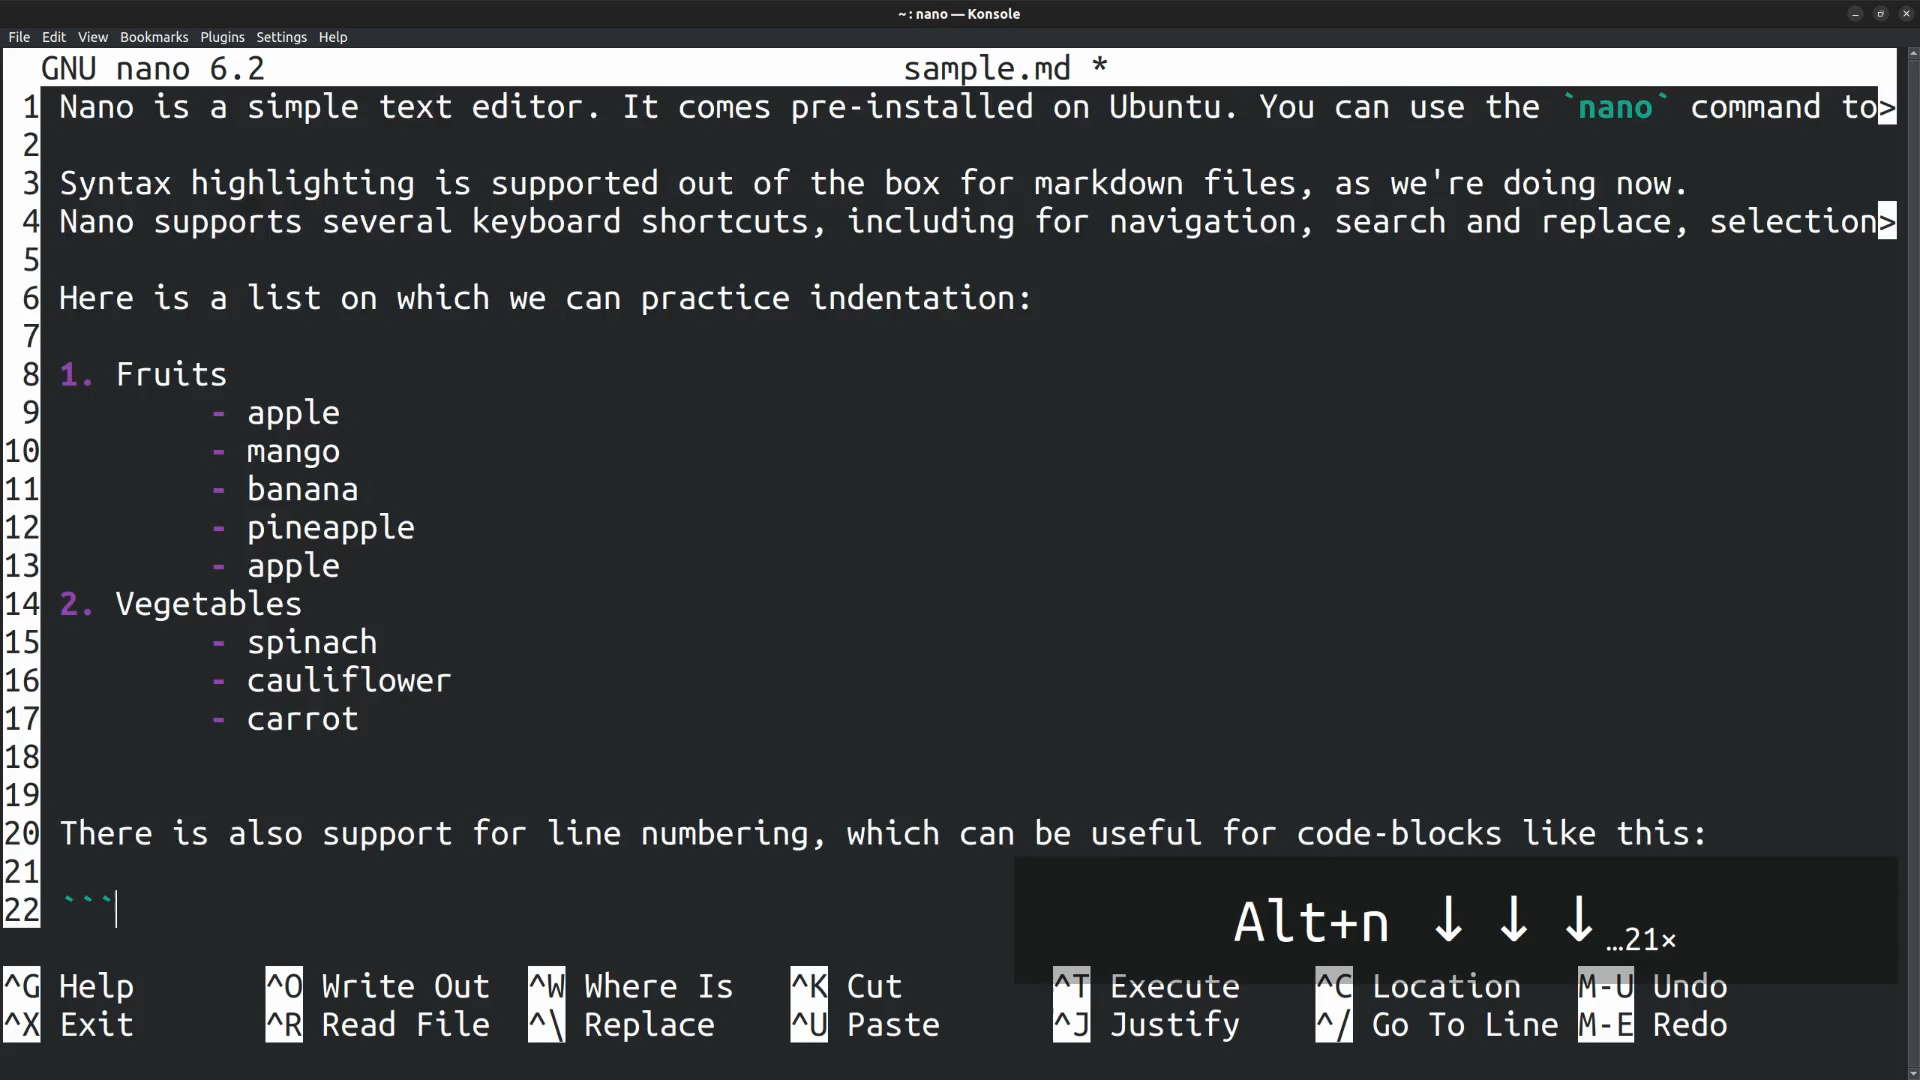 ~ : nano — Konsole
File Edit View Bookmarks Plugins Settings Help
GNU nano 6.2 sample.md *
1 Nano is a simple text editor. It comes pre-installed on Ubuntu. You can use the `nano` command to>
2
3 Syntax highlighting is supported out of the box for markdown files, as we're doing now.
4 Nano supports several keyboard shortcuts, including for navigation, search and replace, selection>
5
6 Here is a list on which we can practice indentation:
7
8 1. Fruits
9 - apple
10 - mango
11 - banana
12 - pineapple
13 - apple
14 2. Vegetables
15 - spinach
16 - cauliflower
17 - carrot
18
19
20 There is also support for line numbering, which can be useful for code-blocks like this:
21
22 ```
Alt+n ↓ ↓ ↓ …21×
^G Help ^O Write Out ^W Where Is ^K Cut ^T Execute ^C Location M-U Undo
^X Exit ^R Read File ^\ Replace ^U Paste ^J Justify ^/ Go To Line M-E Redo